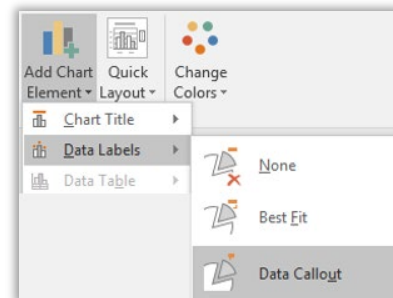 Add Chart Element
Quick Layout
Change Colors
Chart Title
Data Labels
Data Table
None
Best Fit
Data Callout